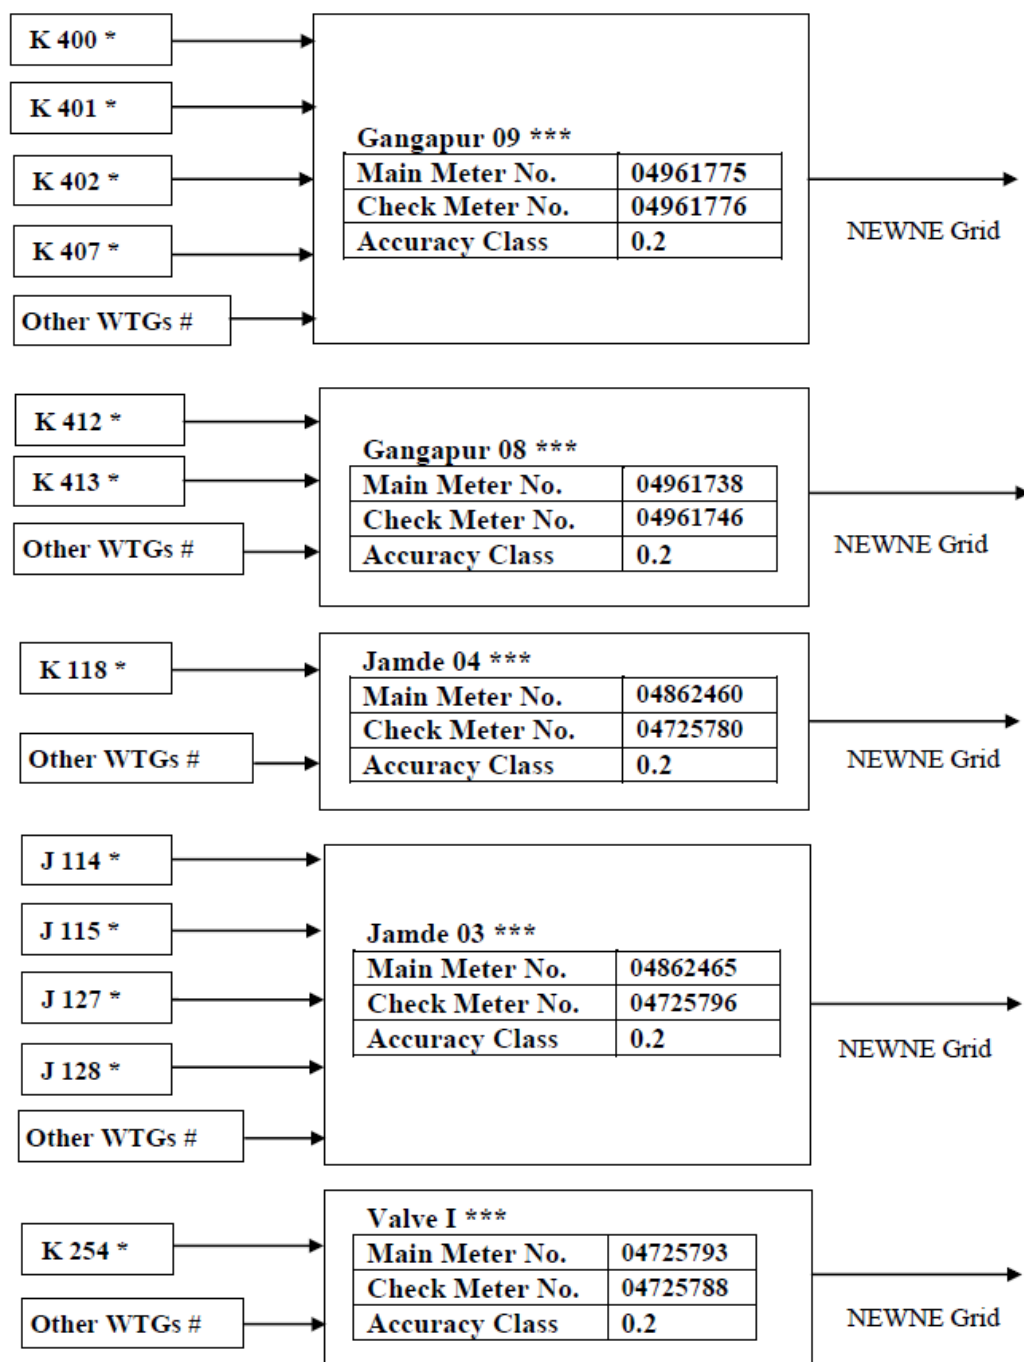 K 400 *
K 401 *
K 402 *
K 407 *
Other WTGs #
Gangapur 09 ***
Main Meter No. 04961775
Check Meter No. 04961776
Accuracy Class 0.2
NEWNE Grid
K 412 *
K 413 *
Other WTGs #
Gangapur 08 ***
Main Meter No. 04961738
Check Meter No. 04961746
Accuracy Class 0.2
NEWNE Grid
K 118 *
Other WTGs #
Jamde 04 ***
Main Meter No. 04862460
Check Meter No. 04725780
Accuracy Class 0.2
NEWNE Grid
J 114 *
J 115 *
J 127 *
J 128 *
Other WTGs #
Jamde 03 ***
Main Meter No. 04862465
Check Meter No. 04725796
Accuracy Class 0.2
NEWNE Grid
K 254 *
Other WTGs #
Valve I ***
Main Meter No. 04725793
Check Meter No. 04725788
Accuracy Class 0.2
NEWNE Grid